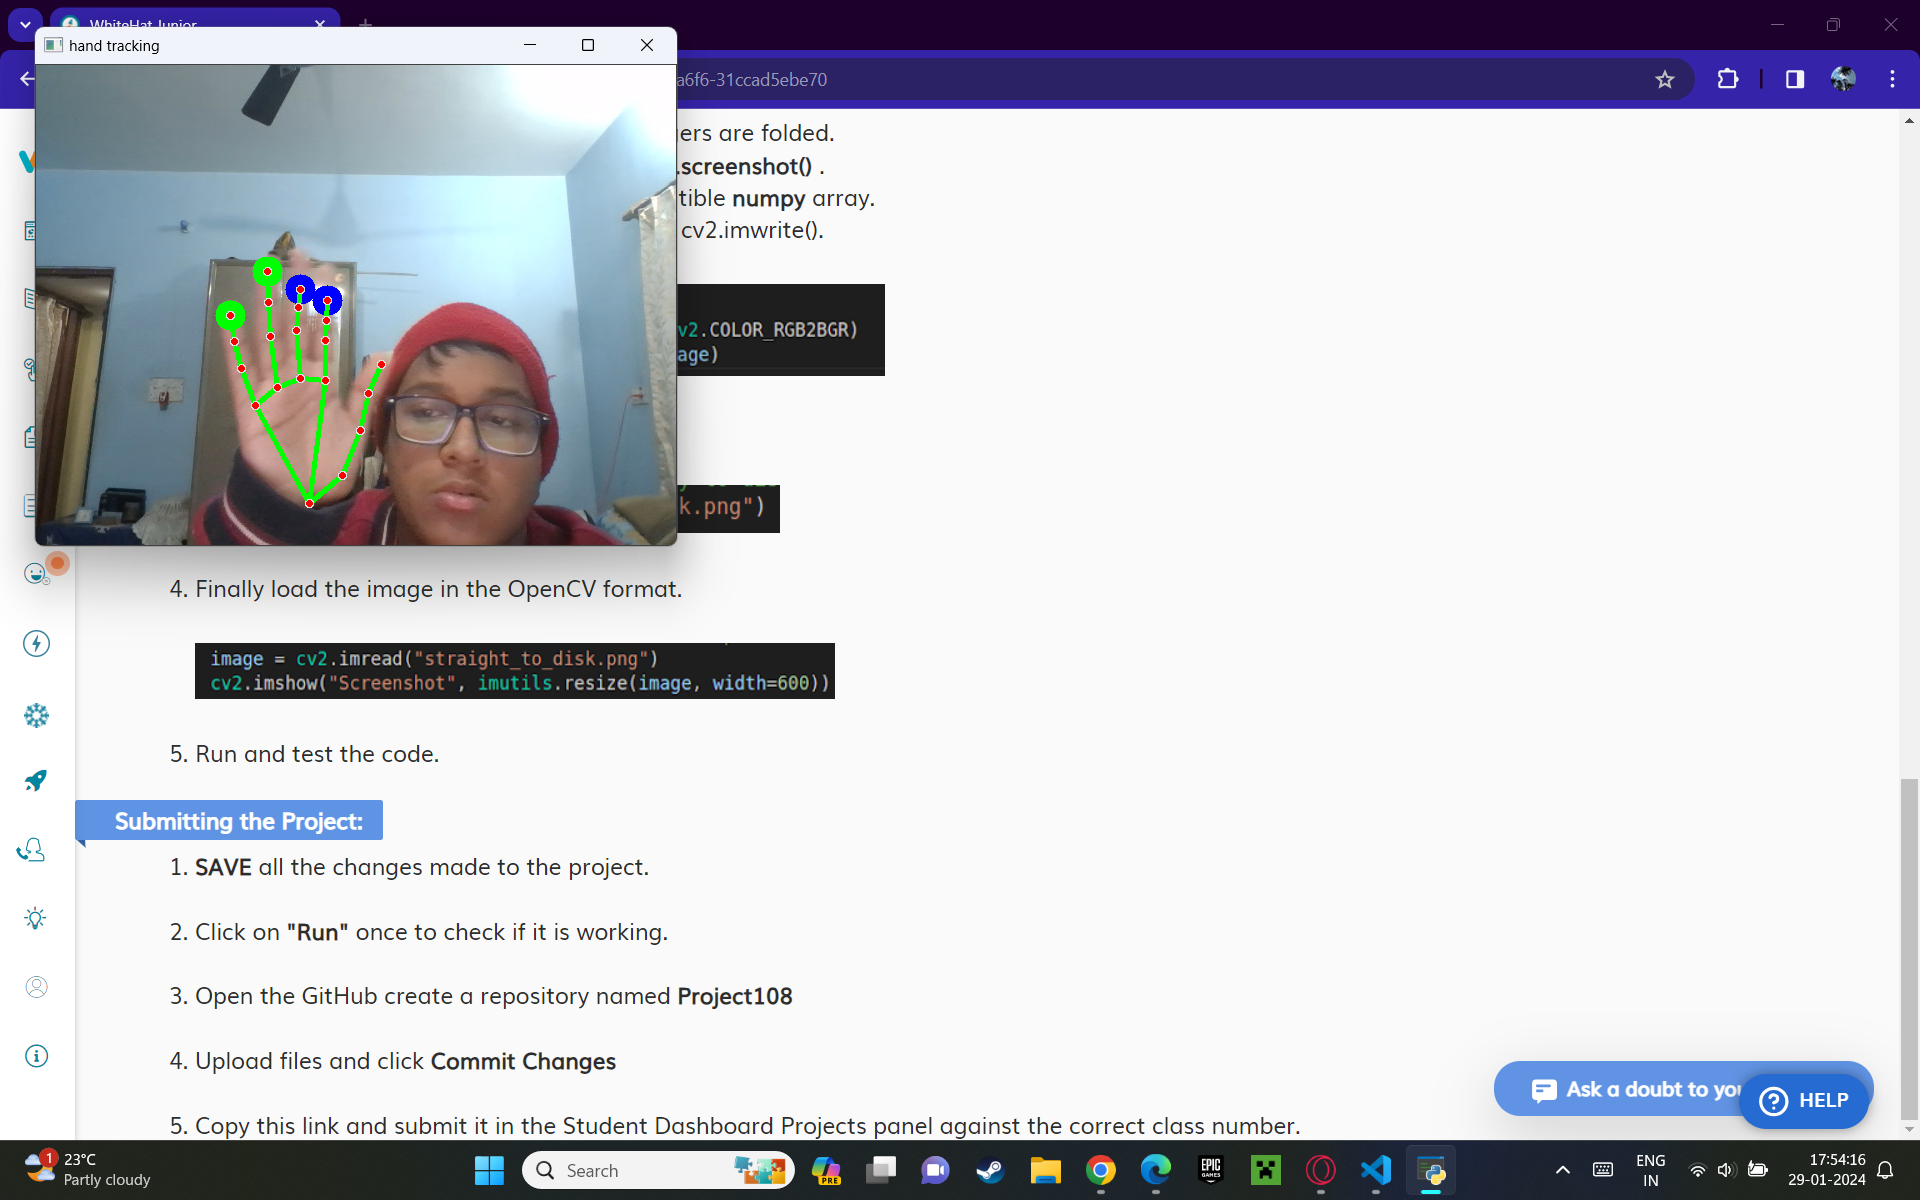 WhiteHat Junior
hand tracking
a6f6-31ccad5ebe70
ers are folded.
.screenshot() .
tible numpy array.
cv2.imwrite().
v2.COLOR_RGB2BGR)
age)
k.png")
4. Finally load the image in the OpenCV format.
image = cv2.imread("straight_to_disk.png")
cv2.imshow("Screenshot", imutils.resize(image, width=600))
5. Run and test the code.
Submitting the Project:
1. SAVE all the changes made to the project.
2. Click on "Run" once to check if it is working.
3. Open the GitHub create a repository named Project108
4. Upload files and click Commit Changes
Ask a doubt to you
HELP
5. Copy this link and submit it in the Student Dashboard Projects panel against the correct class number.
1
23°C
Partly cloudy
Search
PRE
EPIC
GAMES
ENG
IN
17:54:16
29-01-2024